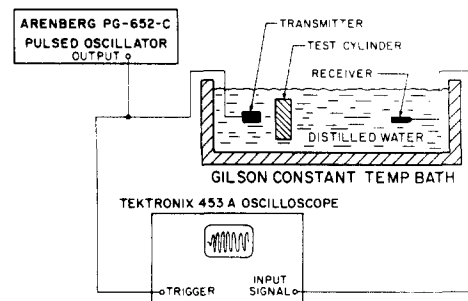 ARENBERG PG-652-C
PULSED OSCILLATOR
OUTPUT
TRANSMITTER
TEST CYLINDER
RECEIVER
DISTILLED WATER
GILSON CONSTANT TEMP BATH
TEKTRONIX 453 A OSCILLOSCOPE
TRIGGER
INPUT
SIGNAL